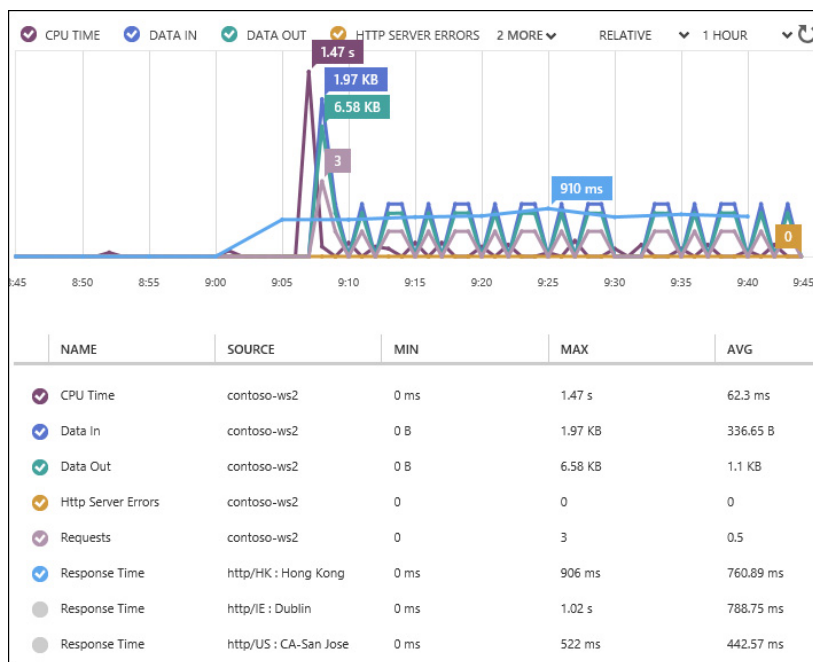 CPU TIME DATA IN DATA OUT HTTP SERVER ERRORS 2 MORE RELATIVE 1 HOUR
1.47 s
1.97 KB
6.58 KB
3
910 ms
0
8:45 8:50 8:55 9:00 9:05 9:10 9:15 9:20 9:25 9:30 9:35 9:40 9:45
NAME SOURCE MIN MAX AVG
CPU Time contoso-ws2 0 ms 1.47 s 62.3 ms
Data In contoso-ws2 0 B 1.97 KB 336.65 B
Data Out contoso-ws2 0 B 6.58 KB 1.1 KB
Http Server Errors contoso-ws2 0 0 0
Requests contoso-ws2 0 3 0.5
Response Time http/HK : Hong Kong 0 ms 906 ms 760.89 ms
Response Time http/IE : Dublin 0 ms 1.02 s 788.75 ms
Response Time http/US : CA-San Jose 0 ms 522 ms 442.57 ms